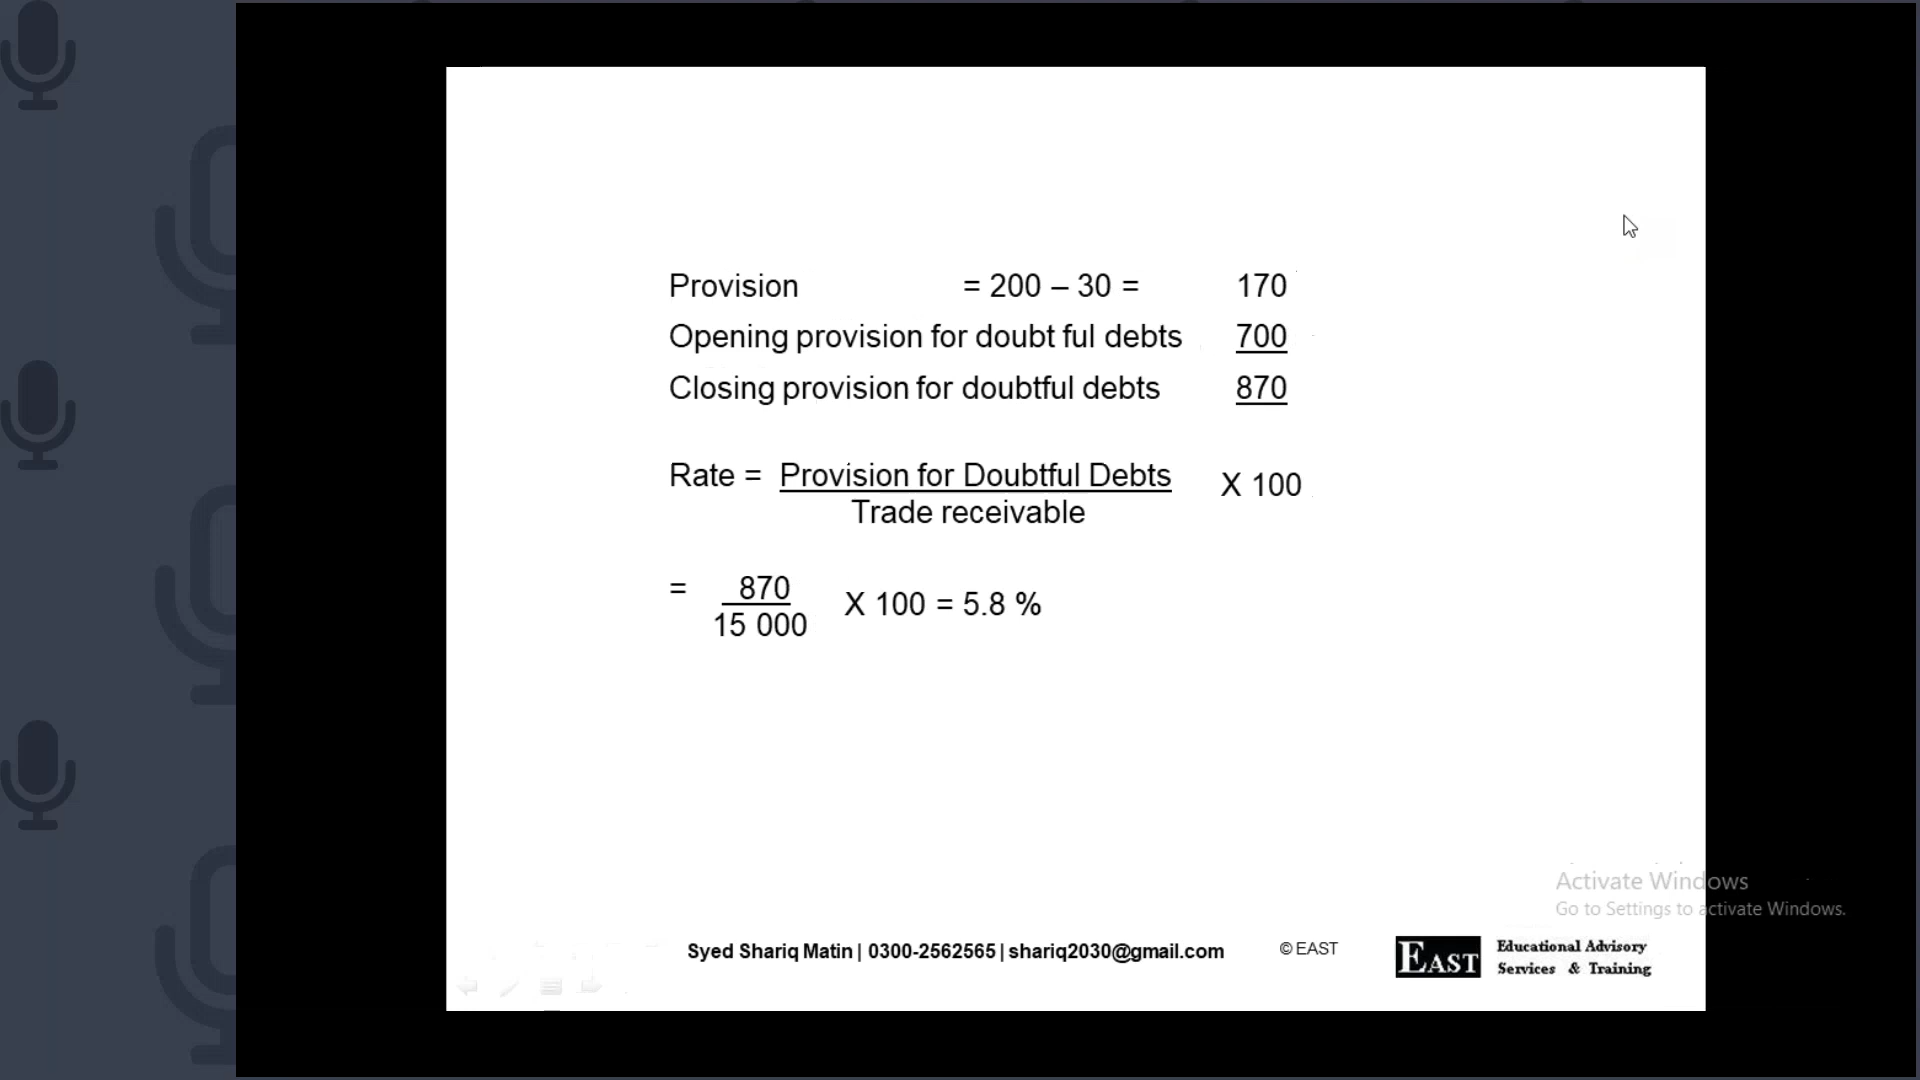 Provision = 200 – 30 = 170
Opening provision for doubt ful debts 700
Closing provision for doubtful debts 870
Rate = Provision for Doubtful Debts X 100
Trade receivable
= 870 X 100 = 5.8 %
15 000
Activate Windows
Go to Settings to activate Windows.
Syed Shariq Matin | 0300-2562565 | shariq2030@gmail.com © EAST
EAST Educational Advisory
Services & Training